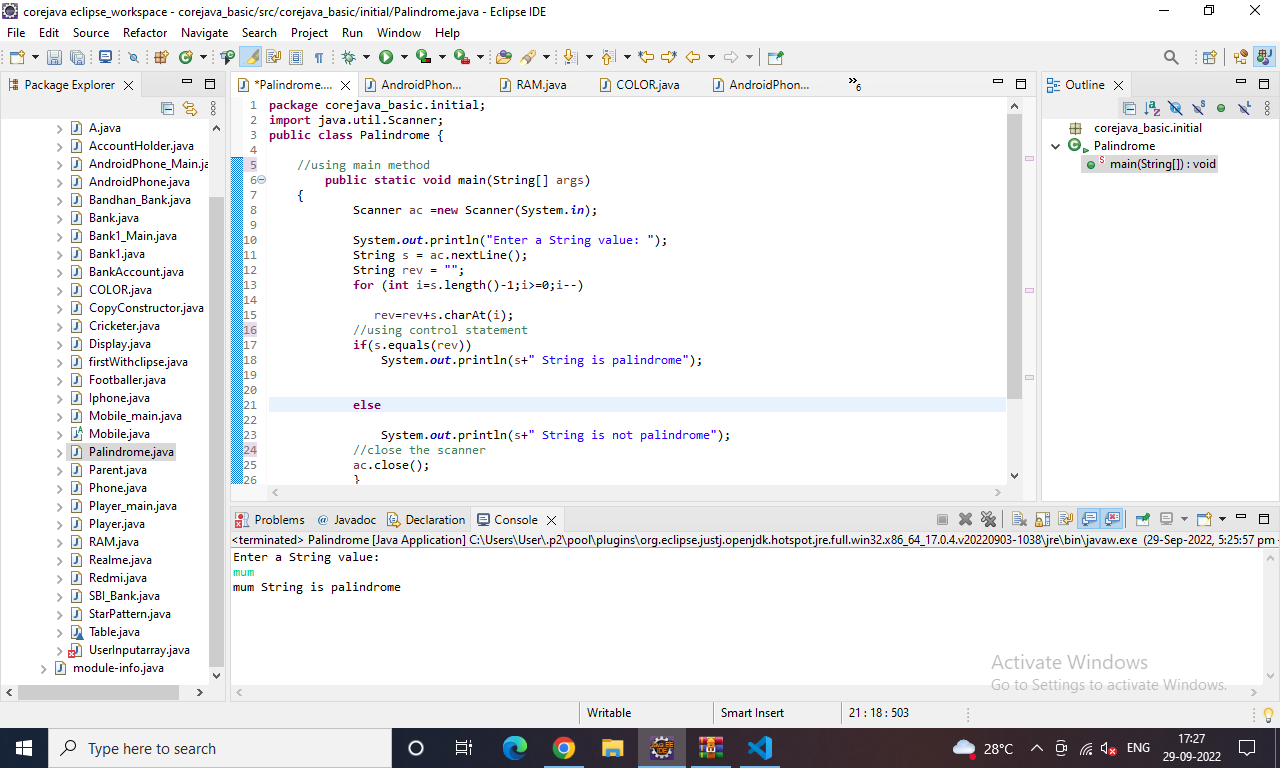 corejava eclipse_workspace - corejava_basic/src/corejava_basic/initial/Palindrome.java - Eclipse IDE
File Edit Source Refactor Navigate Search Project Run Window Help
Package Explorer
A.java
AccountHolder.java
AndroidPhone_Main.ja
AndroidPhone.java
Bandhan_Bank.java
Bank.java
Bank1_Main.java
Bank1.java
BankAccount.java
COLOR.java
CopyConstructor.java
Cricketer.java
Display.java
firstWithclipse.java
Footballer.java
Iphone.java
Mobile_main.java
Mobile.java
Palindrome.java
Parent.java
Phone.java
Player_main.java
Player.java
RAM.java
Realme.java
Redmi.java
SBI_Bank.java
StarPattern.java
Table.java
UserInputarray.java
module-info.java
*Palindrome.... AndroidPhon... RAM.java COLOR.java AndroidPhon... »6
1 package corejava_basic.initial;
2 import java.util.Scanner;
3 public class Palindrome {
4
5 //using main method
6 public static void main(String[] args)
7 {
8 Scanner ac =new Scanner(System.in);
9
10 System.out.println("Enter a String value: ");
11 String s = ac.nextLine();
12 String rev = "";
13 for (int i=s.length()-1;i>=0;i--)
14
15 rev=rev+s.charAt(i);
16 //using control statement
17 if(s.equals(rev))
18 System.out.println(s+" String is palindrome");
19
20
21 else
22
23 System.out.println(s+" String is not palindrome");
24 //close the scanner
25 ac.close();
26 }
Outline
corejava_basic.initial
Palindrome
main(String[]) : void
Problems @ Javadoc Declaration Console
<terminated> Palindrome [Java Application] C:\Users\User\.p2\pool\plugins\org.eclipse.justj.openjdk.hotspot.jre.full.win32.x86_64_17.0.4.v20220903-1038\jre\bin\javaw.exe (29-Sep-2022, 5:25:57 pm -
Enter a String value:
mum
mum String is palindrome
Activate Windows
Go to Settings to activate Windows.
Writable Smart Insert 21 : 18 : 503
Type here to search
28°C ENG 17:27
29-09-2022